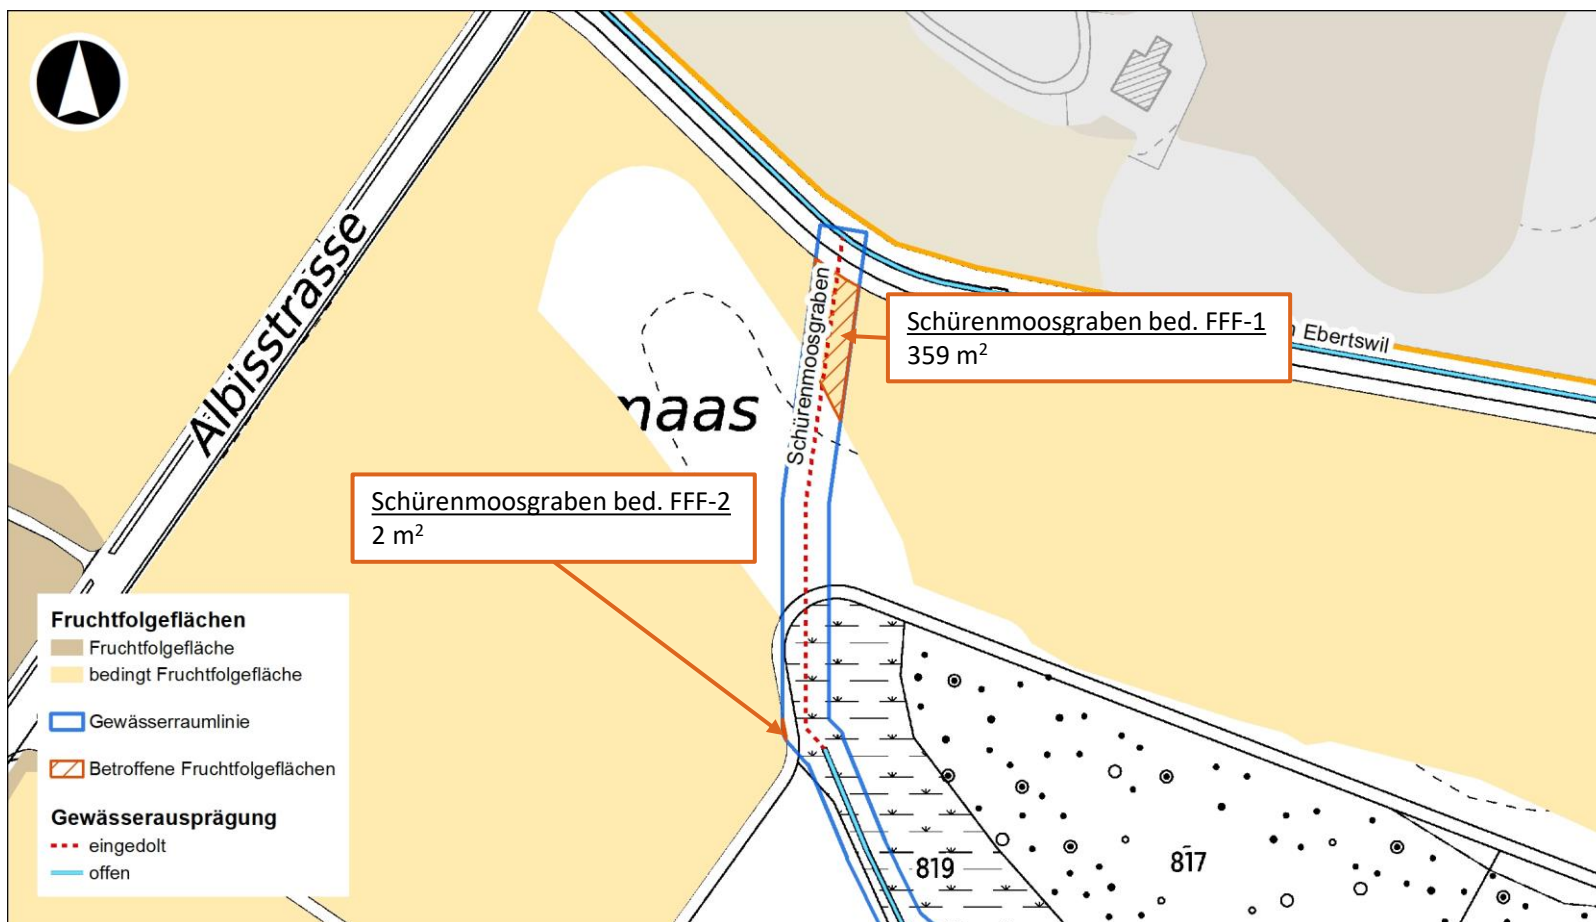 Albisstrasse
Schürenmoosgraben
Schürenmoosgraben bed. FFF-1
359 m²
Ebertswil
maas
Schürenmoosgraben bed. FFF-2
2 m²
Fruchtfolgeflächen
Fruchtfolgefläche
bedingt Fruchtfolgefläche
Gewässerraumlinie
Betroffene Fruchtfolgeflächen
Gewässerausprägung
eingedolt
offen
819
817